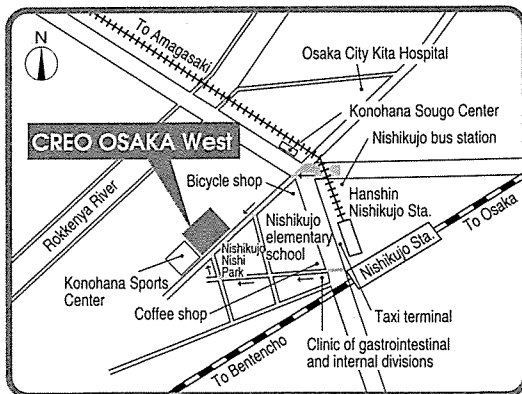 N
To Amagasaki
Osaka City Kita Hospital
Konohana Sougo Center
Nishikujo bus station
CREO OSAKA West
Bicycle shop
Hanshin
Nishikujo Sta.
Rokkenya River
Nishikujo
elementary
school
To Osaka
Nishikujo Sta.
Nishikujo
Nishi
Park
Konohana Sports
Center
Coffee shop
Taxi terminal
Clinic of gastrointestinal
and internal divisions
To Bentencho